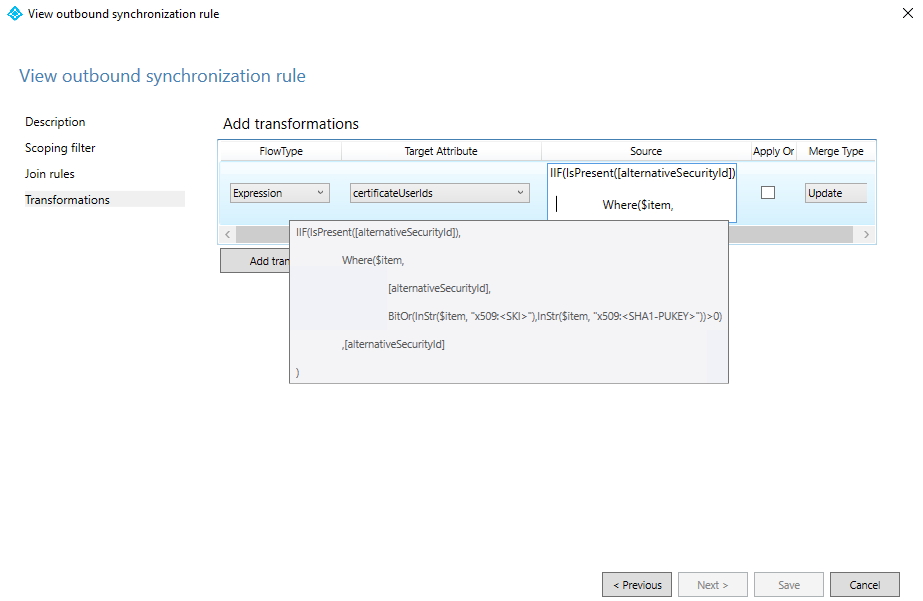 View outbound synchronization rule
View outbound synchronization rule
Description
Scoping filter
Join rules
Transformations
Add transformations
FlowType Target Attribute Source Apply Or Merge Type
Expression certificateUserIds IIF(IsPresent([alternativeSecurityId]) Update
Where($item,
Add tran
IIF(IsPresent([alternativeSecurityId]),
Where($item,
[alternativeSecurityId],
BitOr(InStr($item, "x509:<SKI>"),InStr($item, "x509:<SHA1-PUKEY>"))>0)
,[alternativeSecurityId]
)
< Previous Next > Save Cancel